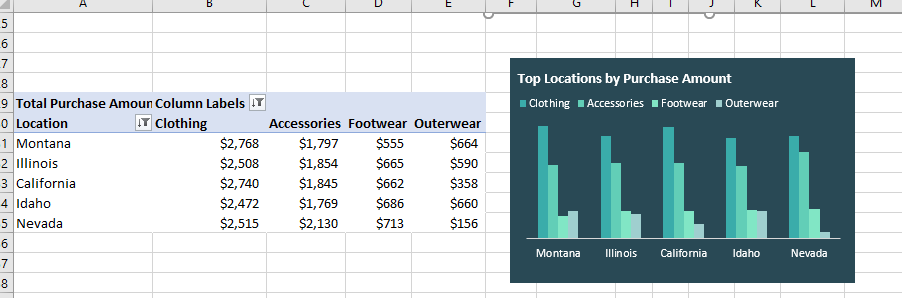 A B C D E F G H I J K L M
5
6
7
8
9 Total Purchase Amoun Column Labels
0 Location Clothing Accessories Footwear Outerwear
1 Montana $2,768 $1,797 $555 $664
2 Illinois $2,508 $1,854 $665 $590
3 California $2,740 $1,845 $662 $358
4 Idaho $2,472 $1,769 $686 $660
5 Nevada $2,515 $2,130 $713 $156
6
7
8
Top Locations by Purchase Amount
Clothing Accessories Footwear Outerwear
Montana Illinois California Idaho Nevada